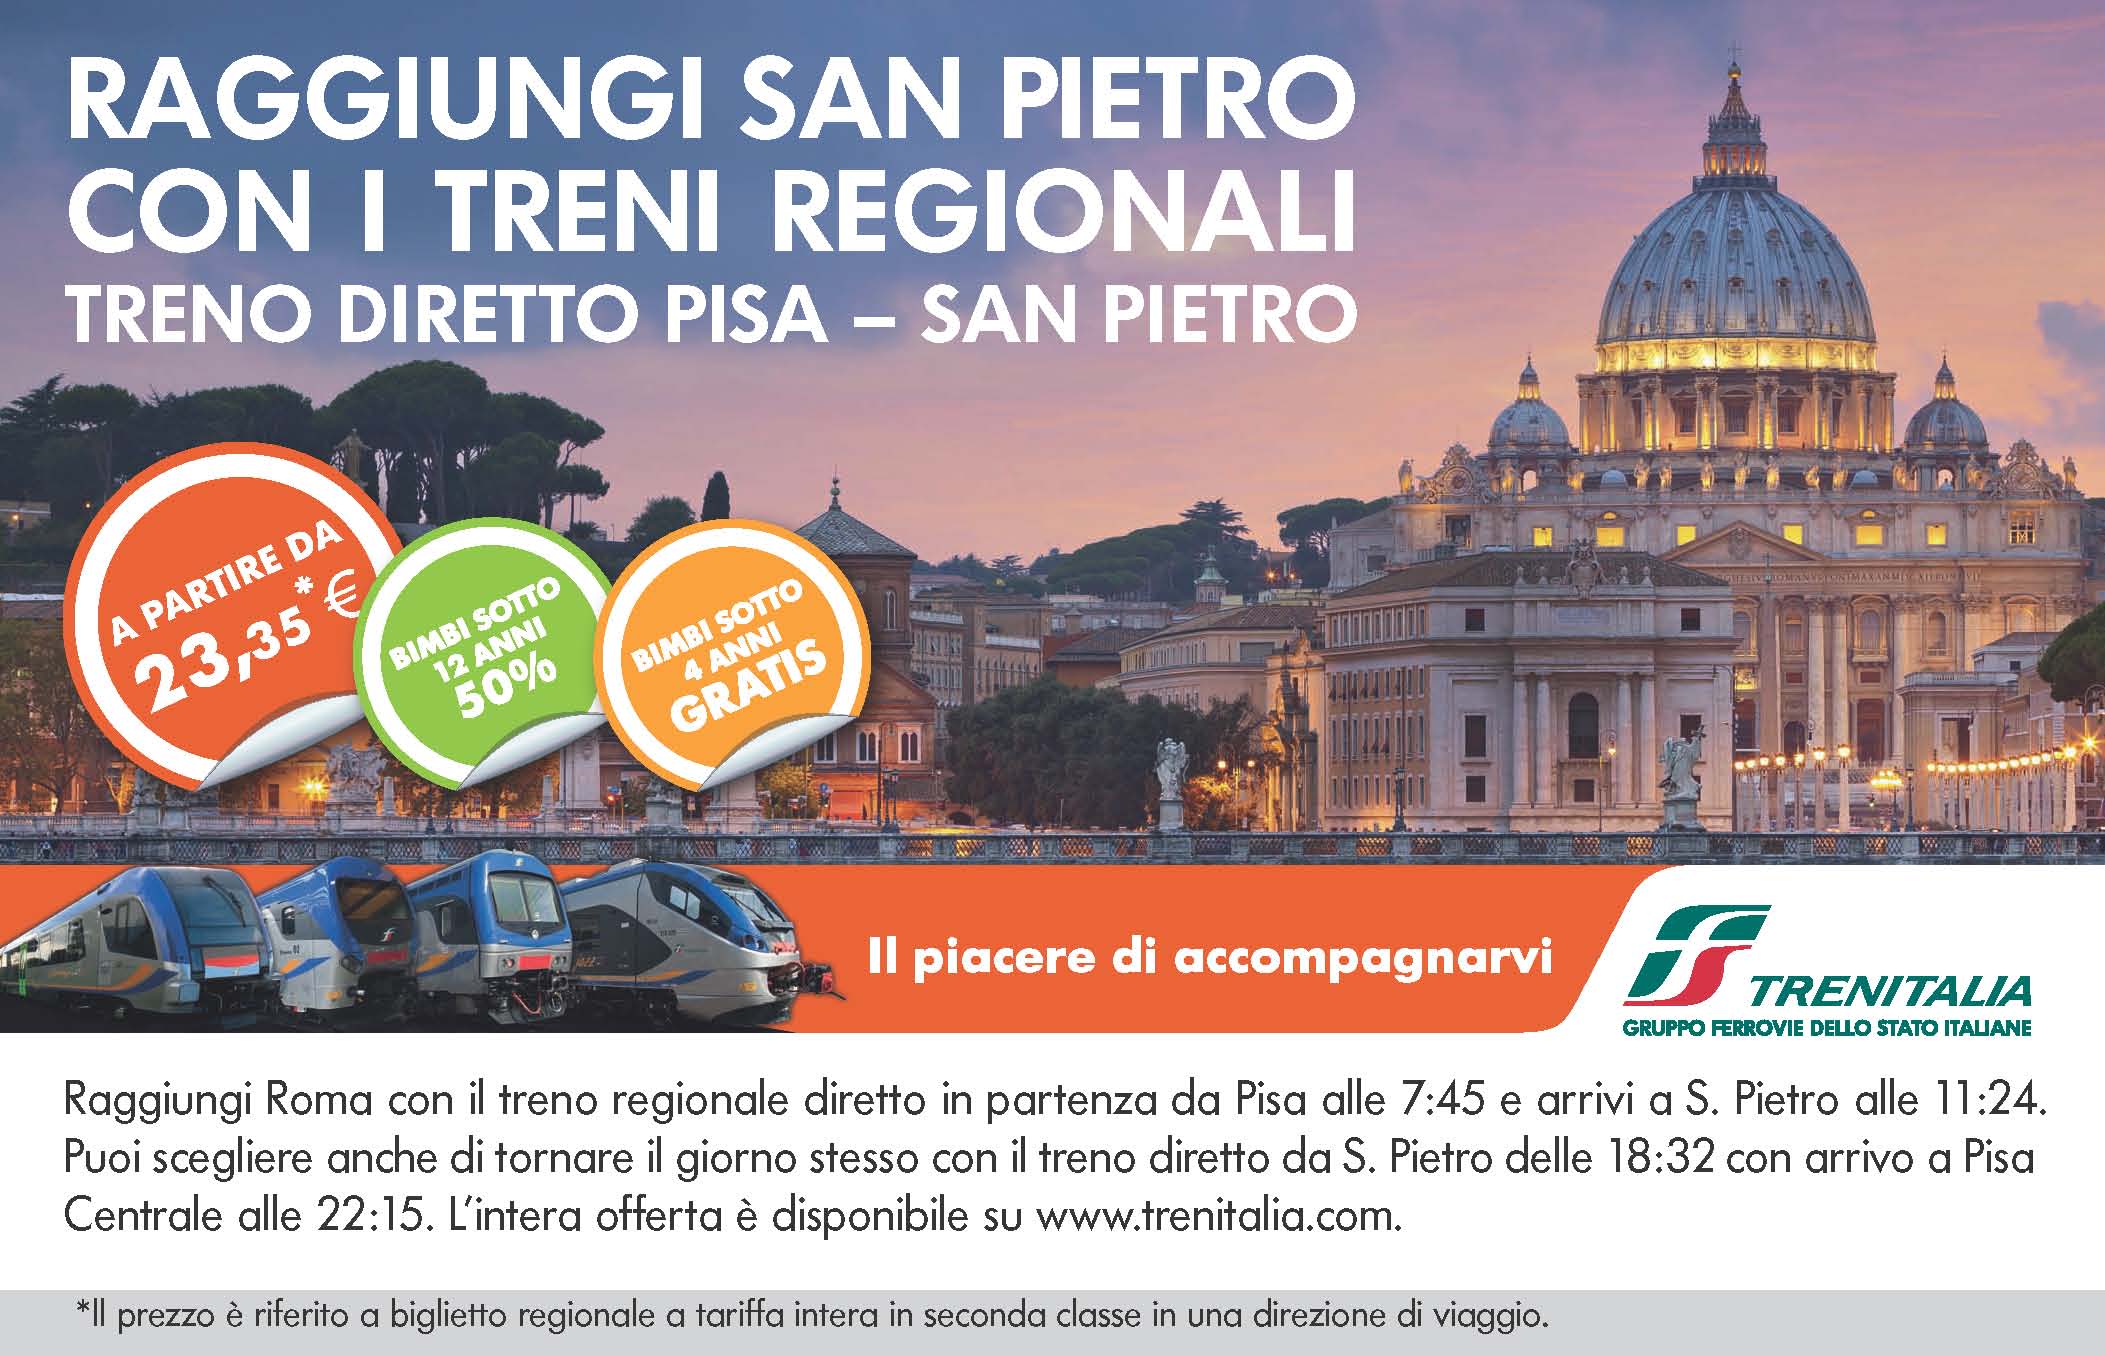 RAGGIUNGI SAN PIETRO
CON I TRENI REGIONALI
TRENO DIRETTO PISA – SAN PIETRO
A PARTIRE DA
23,35*€
BIMBI SOTTO
12 ANNI
50%
BIMBI SOTTO
4 ANNI
GRATIS
Il piacere di accompagnarvi
TRENITALIA
GRUPPO FERROVIE DELLO STATO ITALIANE
Raggiungi Roma con il treno regionale diretto in partenza da Pisa alle 7:45 e arrivi a S. Pietro alle 11:24.
Puoi scegliere anche di tornare il giorno stesso con il treno diretto da S. Pietro delle 18:32 con arrivo a Pisa
Centrale alle 22:15. L’intera offerta è disponibile su www.trenitalia.com.
*Il prezzo è riferito a biglietto regionale a tariffa intera in seconda classe in una direzione di viaggio.